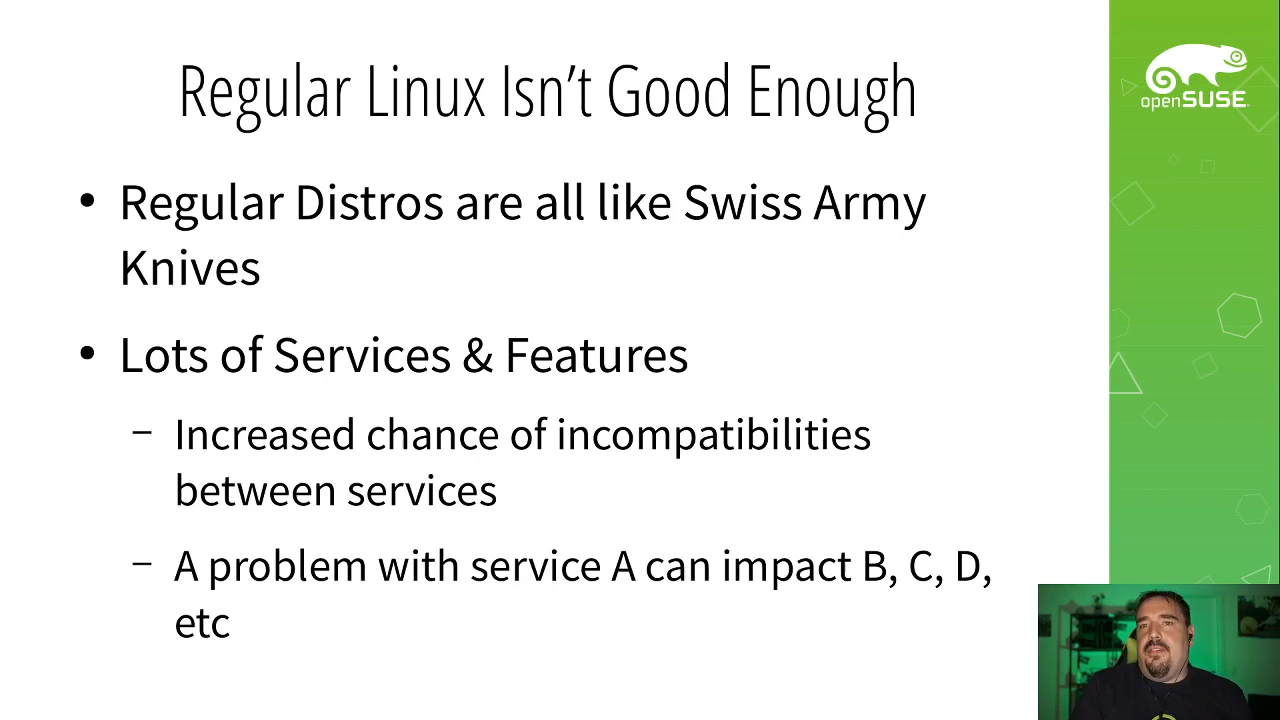 Regular Linux Isn’t Good Enough
openSUSE
• Regular Distros are all like Swiss Army
Knives
• Lots of Services & Features
– Increased chance of incompatibilities
between services
– A problem with service A can impact B, C, D,
etc